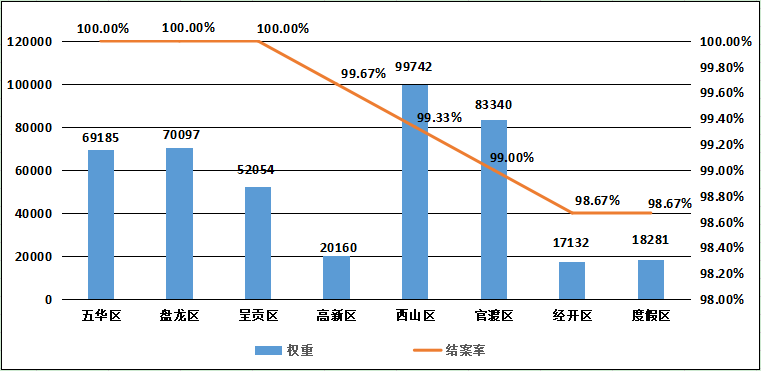 100.00% 100.00% 100.00%
120000 100.00%
99.67% 99742 99.80%
100000 99.60%
83340
99.33% 99.40%
80000
69185 70097 99.20%
99.00% 99.00%
60000 52054
98.80%
98.67% 98.67%
40000 98.60%
20160 17132 18281 98.40%
20000
98.20%
0 98.00%
五华区 盘龙区 呈贡区 高新区 西山区 官渡区 经开区 度假区
权重 结案率